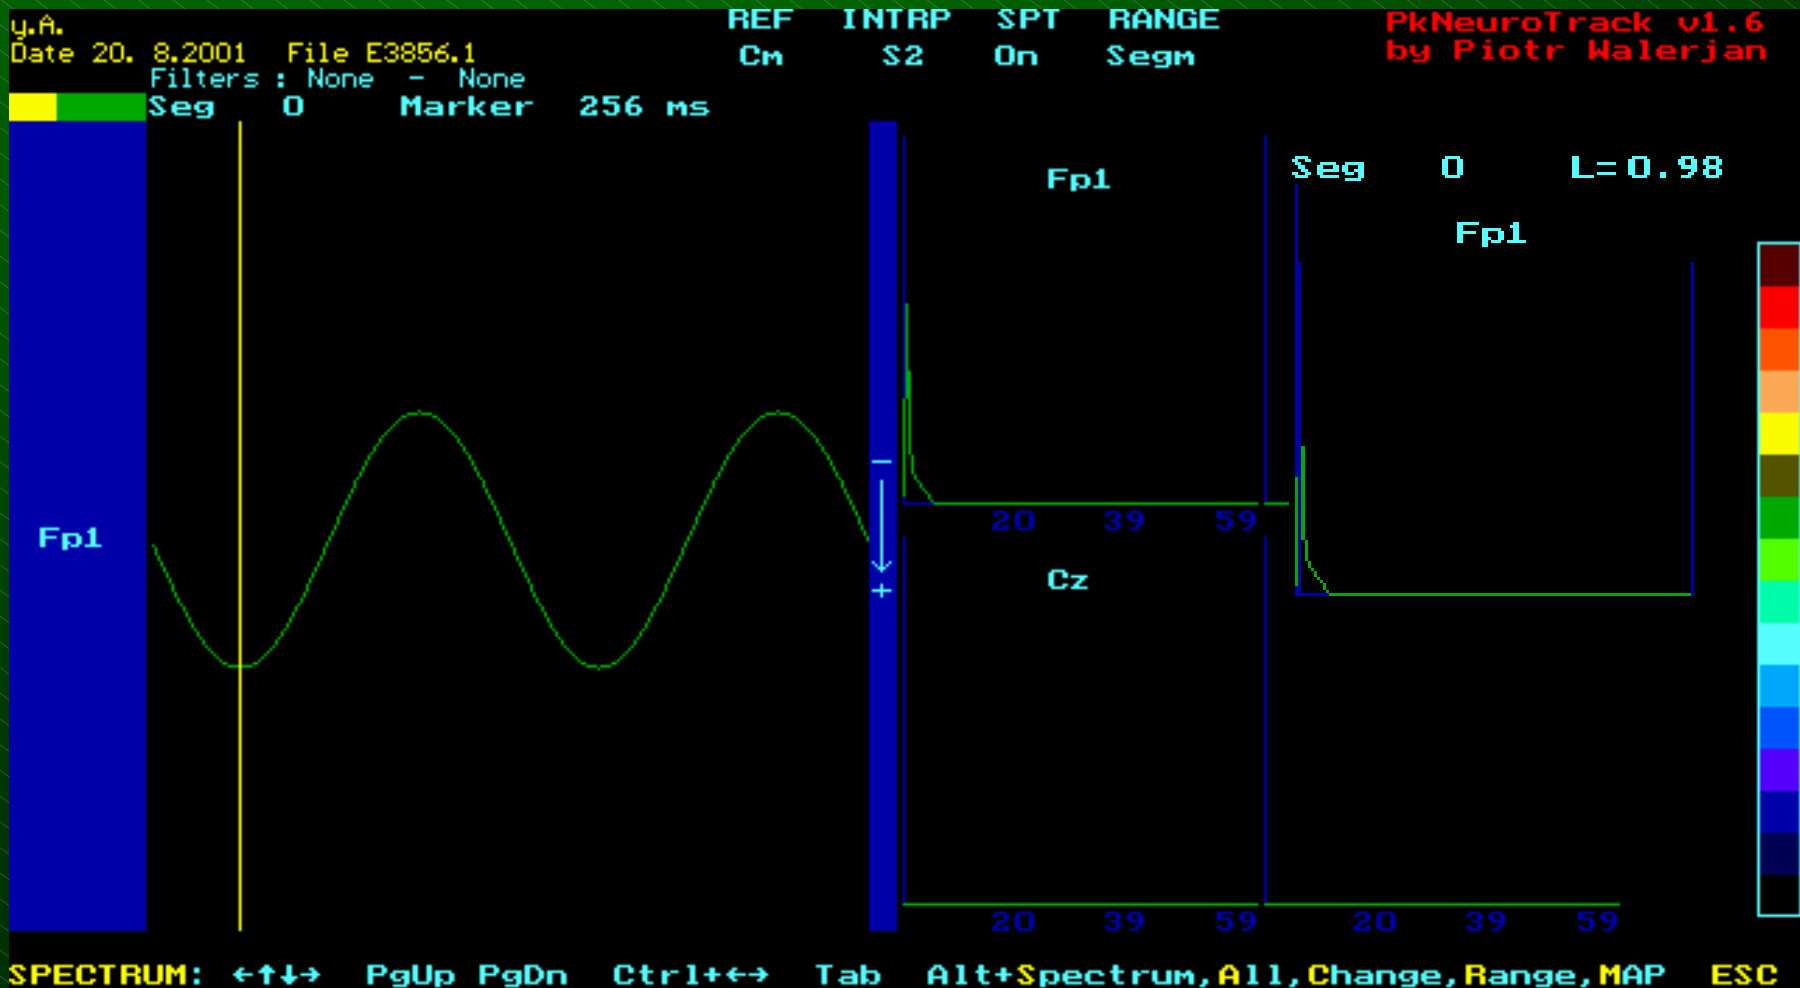 y.A.
REF INTRP SPT RANGE
PkNeuroTrack v1.6
Date 20. 8.2001 File E3856.1
Cm S2 On Segm
by Piotr Walerjan
Filters : None - None
Seg 0 Marker 256 ms
Fp1
Seg 0 L=0.98
Fp1
−
↓
+
Fp1
20 39 59
Cz
20 39 59 20 39 59
SPECTRUM: ←↑↓→ PgUp PgDn Ctrl+←→ Tab Alt+Spectrum,All,Change,Range,MAP ESC